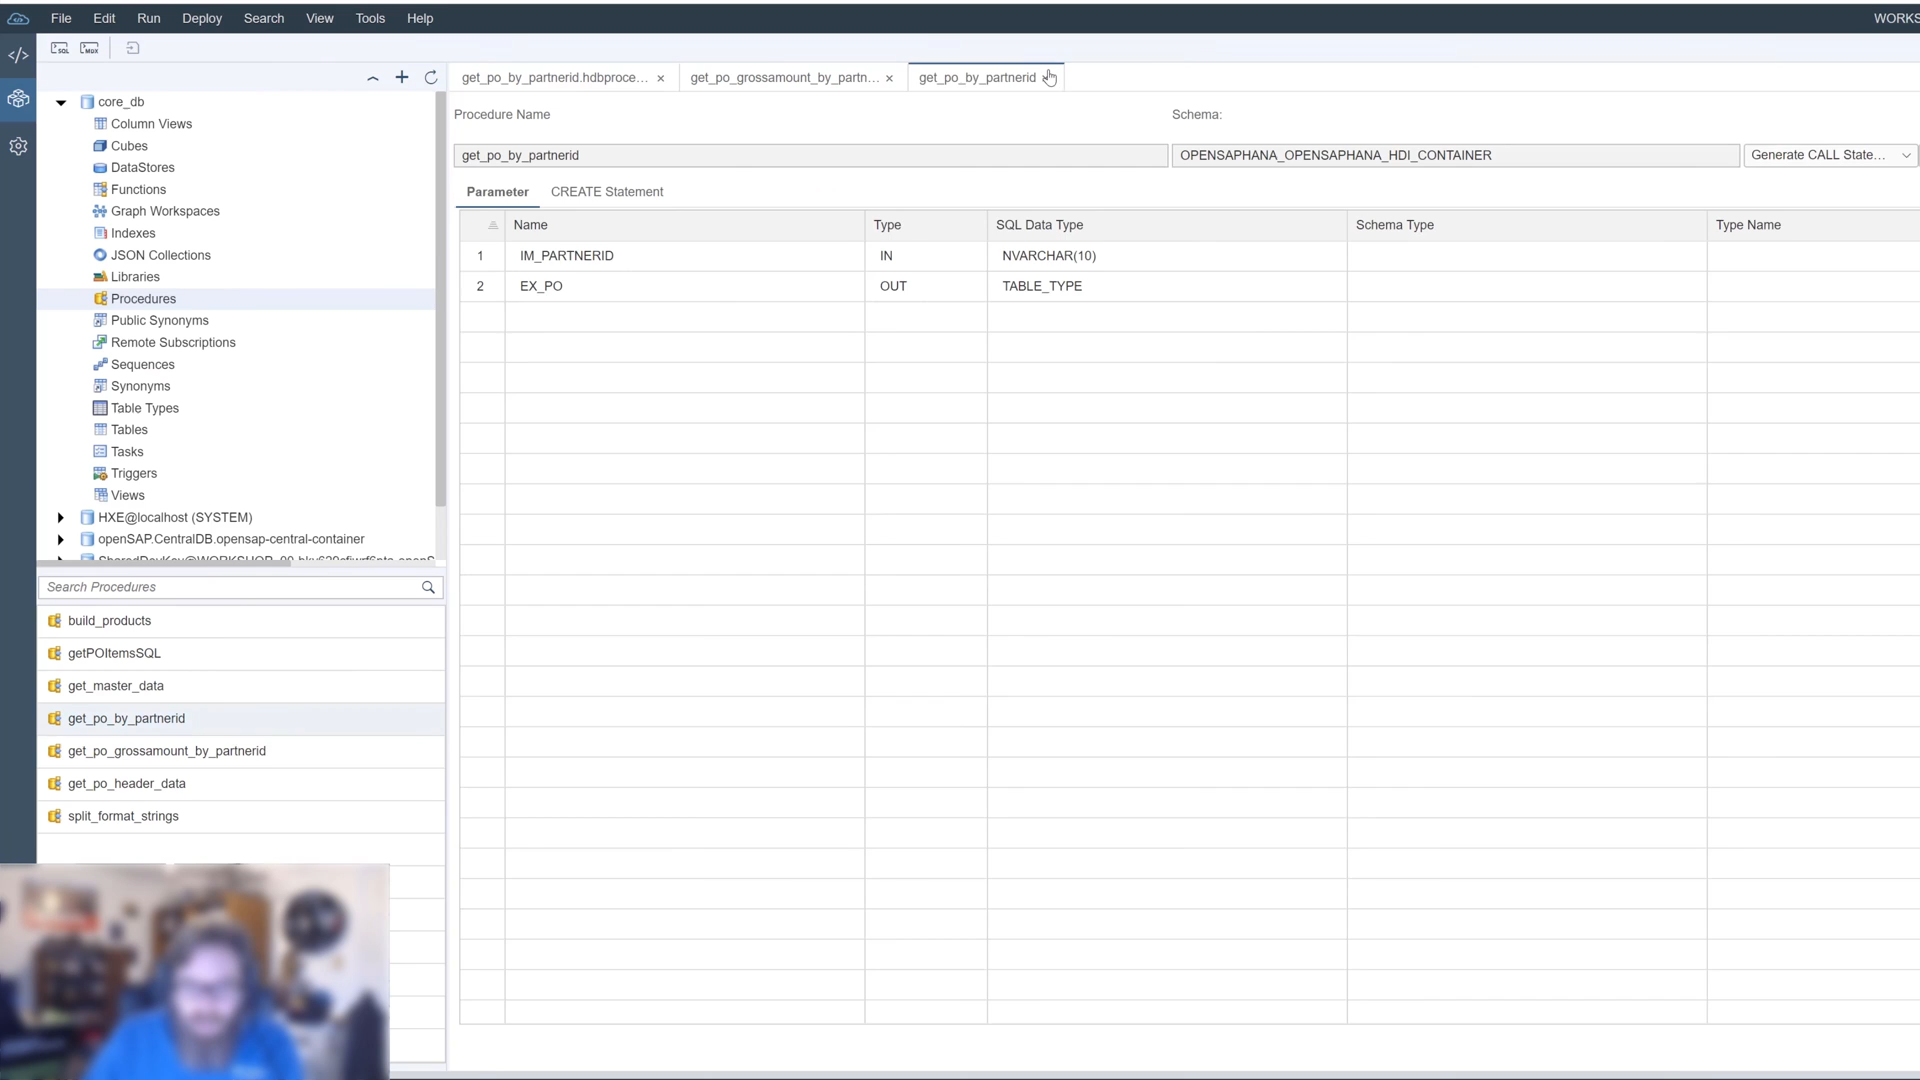 File Edit Run Deploy Search View Tools Help
WORKS
get_po_by_partnerid.hdbproce... ×
get_po_grossamount_by_partn... ×
get_po_by_partnerid
Procedure Name
Schema:
get_po_by_partnerid
OPENSAPHANA_OPENSAPHANA_HDI_CONTAINER
Generate CALL State...
Parameter
CREATE Statement
Name Type SQL Data Type Schema Type Type Name
1 IM_PARTNERID IN NVARCHAR(10)
2 EX_PO OUT TABLE_TYPE
core_db
Column Views
Cubes
DataStores
Functions
Graph Workspaces
Indexes
JSON Collections
Libraries
Procedures
Public Synonyms
Remote Subscriptions
Sequences
Synonyms
Table Types
Tables
Tasks
Triggers
Views
HXE@localhost (SYSTEM)
openSAP.CentralDB.opensap-central-container
Search Procedures
build_products
getPOItemsSQL
get_master_data
get_po_by_partnerid
get_po_grossamount_by_partnerid
get_po_header_data
split_format_strings